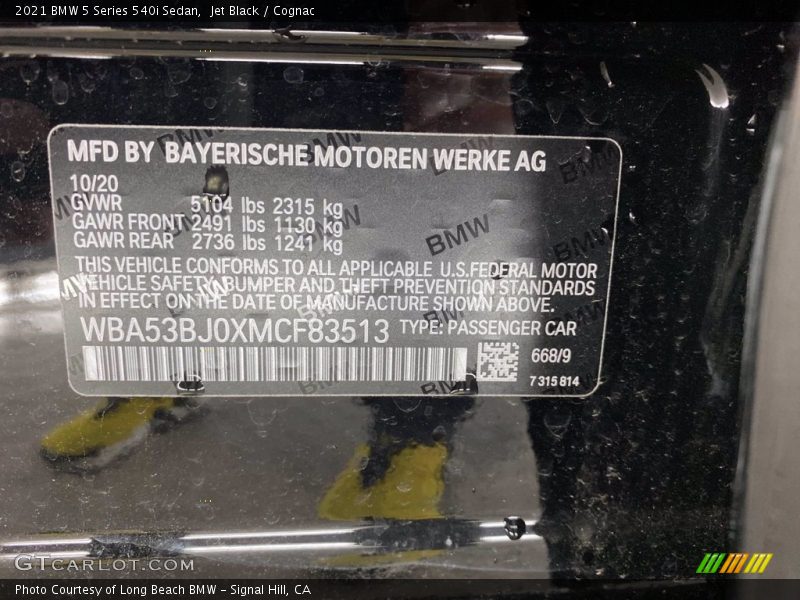 2021 BMW 5 Series 540i Sedan, Jet Black / Cognac
MFD BY BAYERISCHE MOTOREN WERKE AG
10/20
GVWR 5104 lbs 2315 kg
GAWR FRONT 2491 lbs 1130 kg
GAWR REAR 2736 lbs 1241 kg
THIS VEHICLE CONFORMS TO ALL APPLICABLE U.S.FEDERAL MOTOR
VEHICLE SAFETY, BUMPER AND THEFT PREVENTION STANDARDS
IN EFFECT ON THE DATE OF MANUFACTURE SHOWN ABOVE.
WBA53BJ0XMCF83513 TYPE: PASSENGER CAR
668/9
7315814
BMW
GTCARLOT.COM
Photo Courtesy of Long Beach BMW - Signal Hill, CA